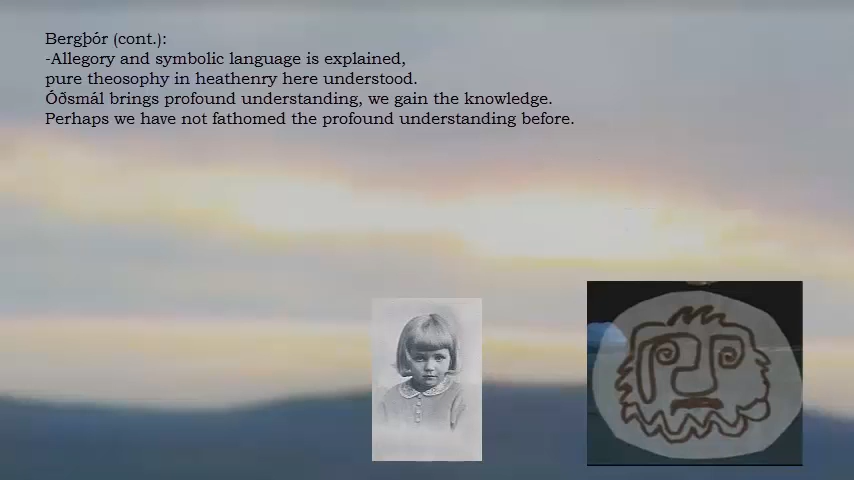 Bergþór (cont.):
-Allegory and symbolic language is explained,
pure theosophy in heathenry here understood.
Óðsmál brings profound understanding, we gain the knowledge.
Perhaps we have not fathomed the profound understanding before.